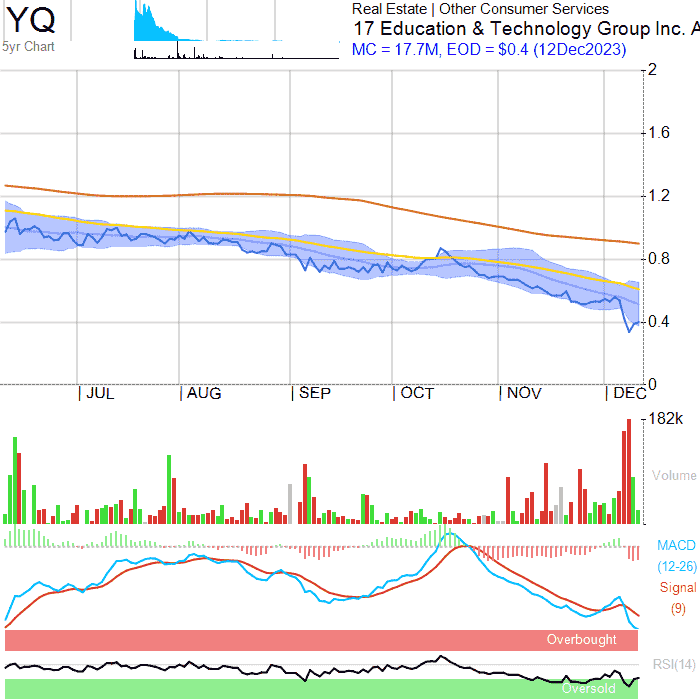 YQ
5yr Chart
Real Estate | Other Consumer Services
17 Education & Technology Group Inc. A
MC = 17.7M, EOD = $0.4 (12Dec2023)
2
1.6
1.2
0.8
0.4
0
| JUL | AUG | SEP | OCT | NOV | DEC
182k
Volume
MACD
(12-26)
Signal
(9)
Overbought
RSI(14)
Oversold